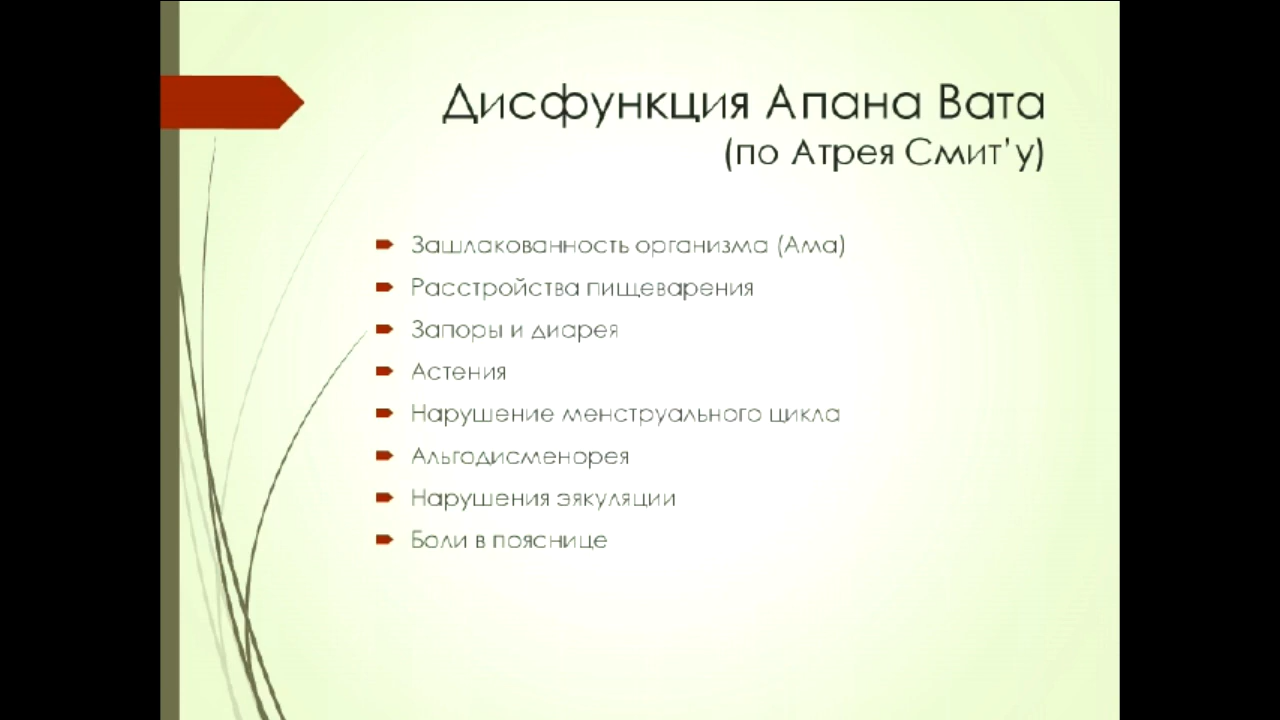 Дисфункция Апана Вата
(по Атрея Смит’у)
Зашлакованность организма (Ама)
Расстройства пищеварения
Запоры и диарея
Астения
Нарушение менструального цикла
Альгодисменорея
Нарушения эякуляции
Боли в пояснице